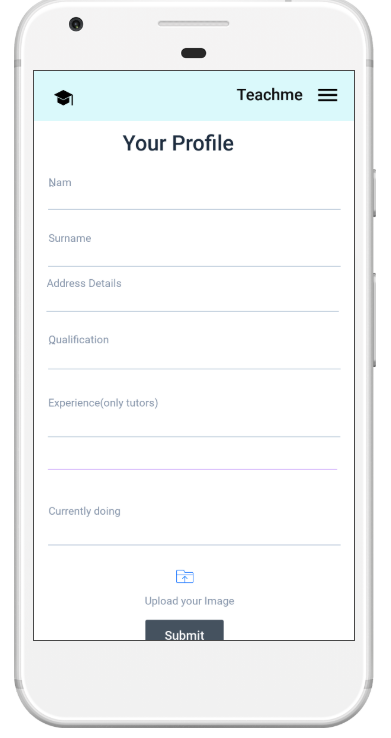 Teachme
Your Profile
Nam
Surname
Address Details
Qualification
Experience(only tutors)
Currently doing
Upload your Image
Submit